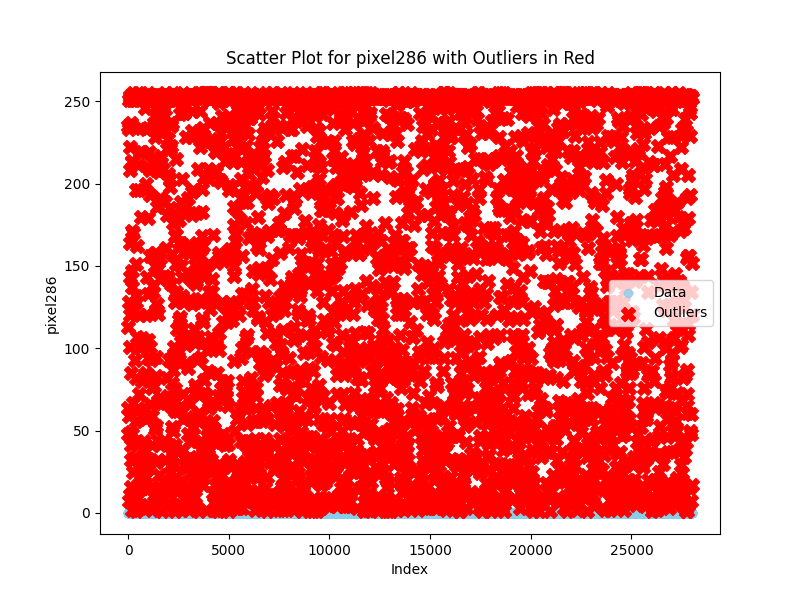 Scatter Plot for pixel286 with Outliers in Red
250
200
150
100
50
0
pixel286
Data
Outliers
0 5000 10000 15000 20000 25000
Index